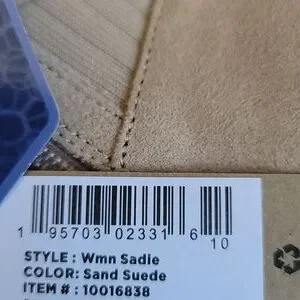 1 95703 02331 6 10
STYLE : Wmn Sadie
COLOR: Sand Suede
ITEM # : 10016838